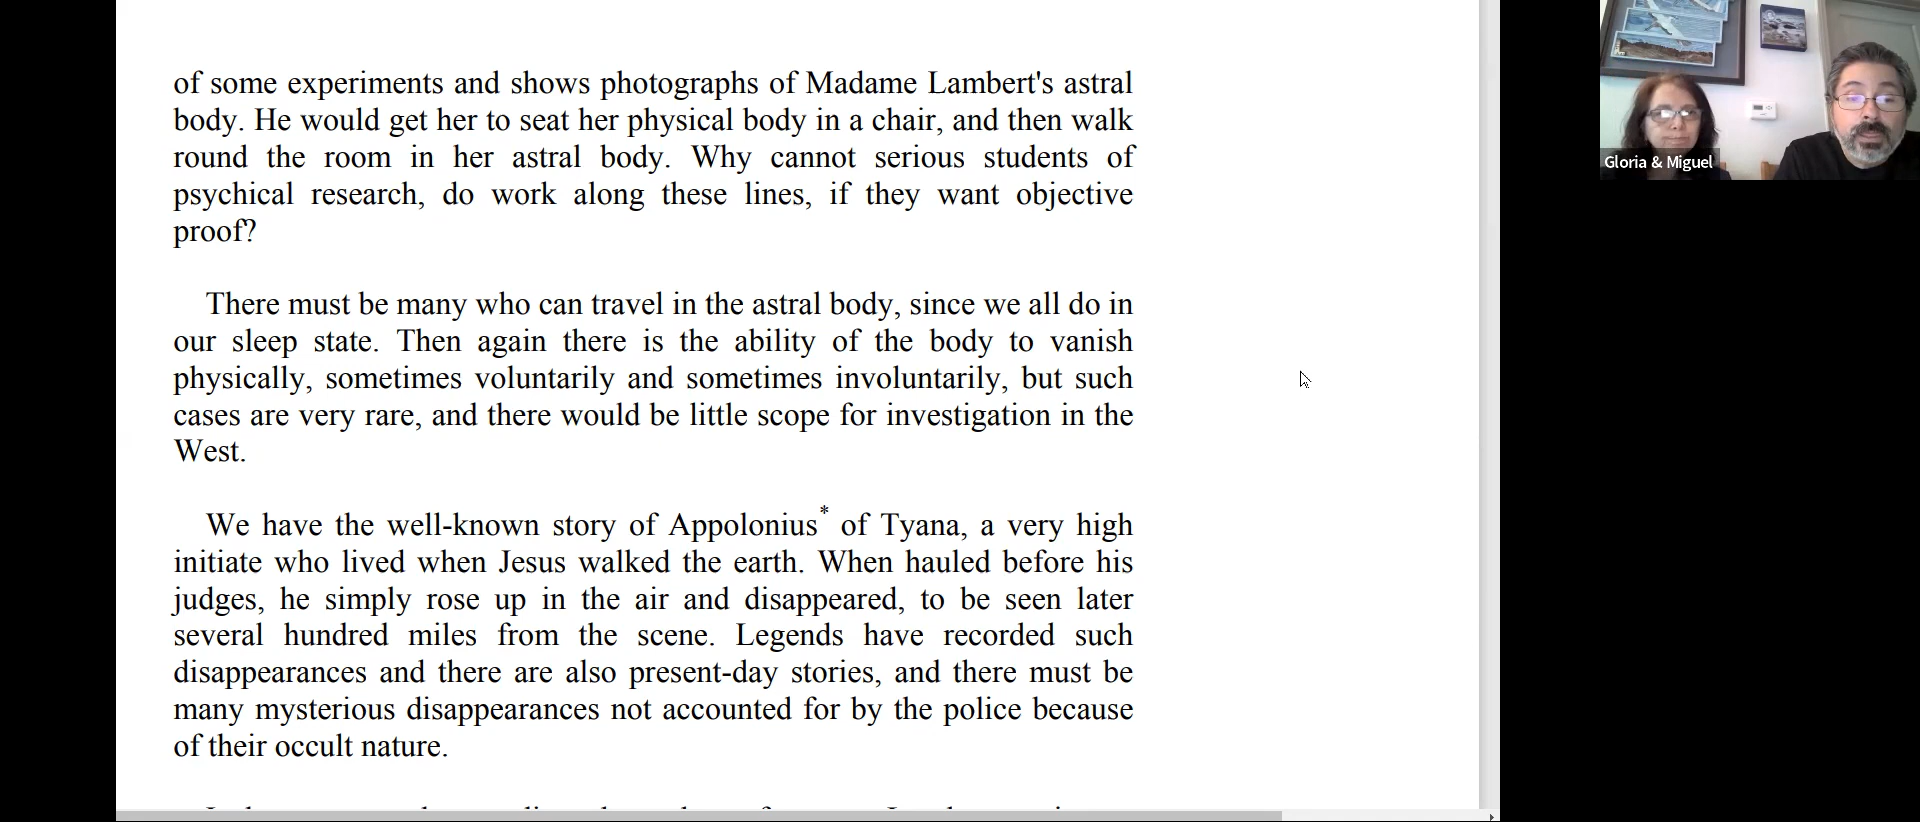 of some experiments and shows photographs of Madame Lambert's astral
body. He would get her to seat her physical body in a chair, and then walk
round the room in her astral body. Why cannot serious students of
psychical research, do work along these lines, if they want objective
proof?
There must be many who can travel in the astral body, since we all do in
our sleep state. Then again there is the ability of the body to vanish
physically, sometimes voluntarily and sometimes involuntarily, but such
cases are very rare, and there would be little scope for investigation in the
West.
We have the well-known story of Appolonius* of Tyana, a very high
initiate who lived when Jesus walked the earth. When hauled before his
judges, he simply rose up in the air and disappeared, to be seen later
several hundred miles from the scene. Legends have recorded such
disappearances and there are also present-day stories, and there must be
many mysterious disappearances not accounted for by the police because
of their occult nature.
Gloria & Miguel